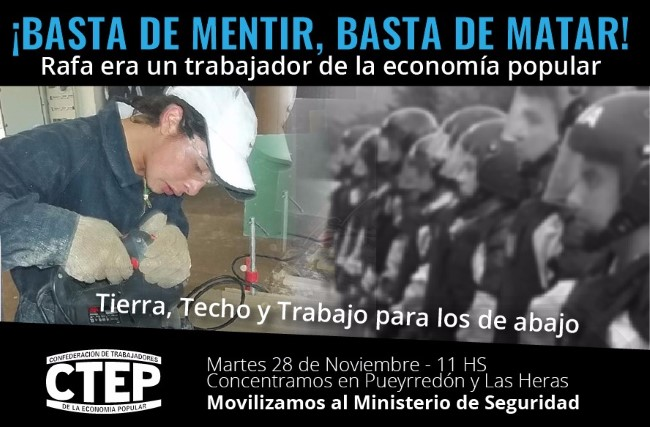 ¡BASTA DE MENTIR, BASTA DE MATAR!
Rafa era un trabajador de la economía popular
Tierra, Techo y Trabajo para los de abajo
CONFEDERACIÓN DE TRABAJADORES
CTEP
DE LA ECONOMÍA POPULAR
Martes 28 de Noviembre - 11 HS
Concentramos en Pueyrredón y Las Heras
Movilizamos al Ministerio de Seguridad